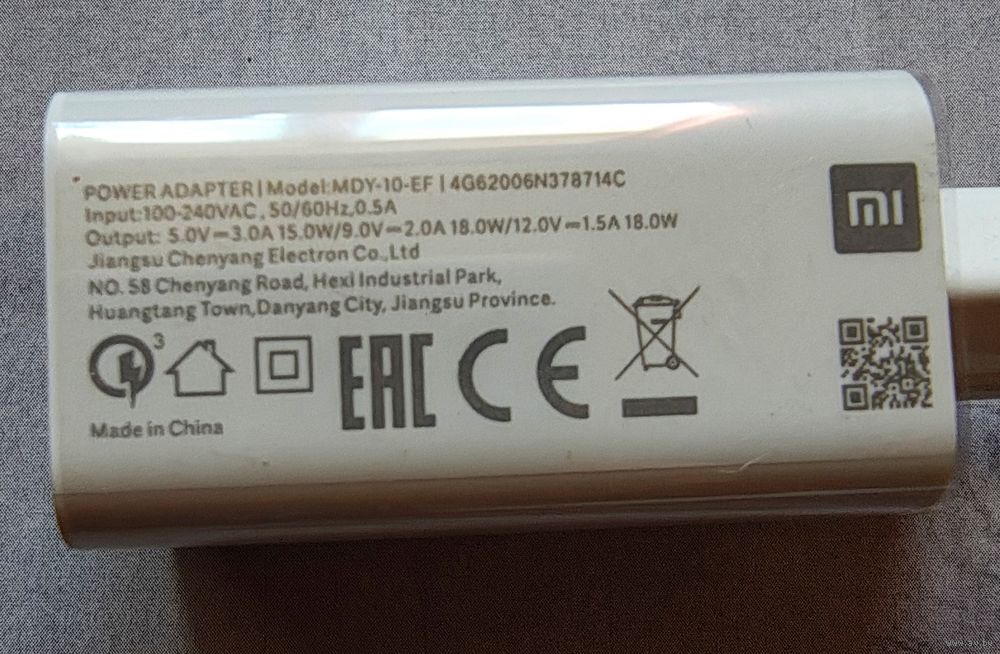 POWER ADAPTER | Model:MDY-10-EF | 4G62006N378714C
Input:100-240VAC, 50/60Hz,0.5A
Output: 5.0V⎓3.0A 15.0W/9.0V⎓2.0A 18.0W/12.0V⎓1.5A 18.0W
Jiangsu Chenyang Electron Co.,Ltd
NO. 58 Chenyang Road, Hexi Industrial Park,
Huangtang Town,Danyang City, Jiangsu Province.
3
EAC CE
Made in China
mi